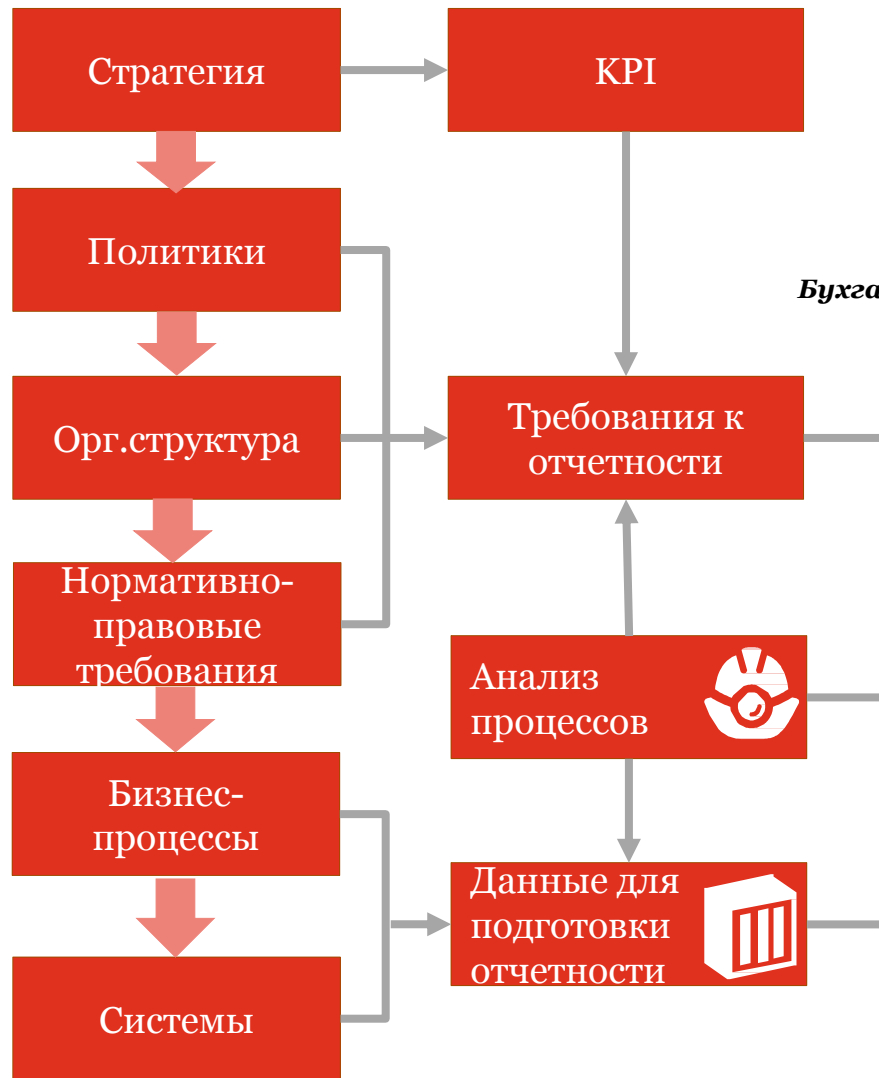 Стратегия
KPI
Политики
Бухга
Орг.структура
Требования к
отчетности
Нормативно-
правовые
требования
Анализ
процессов
Бизнес-
процессы
Данные для
подготовки
отчетности
Системы